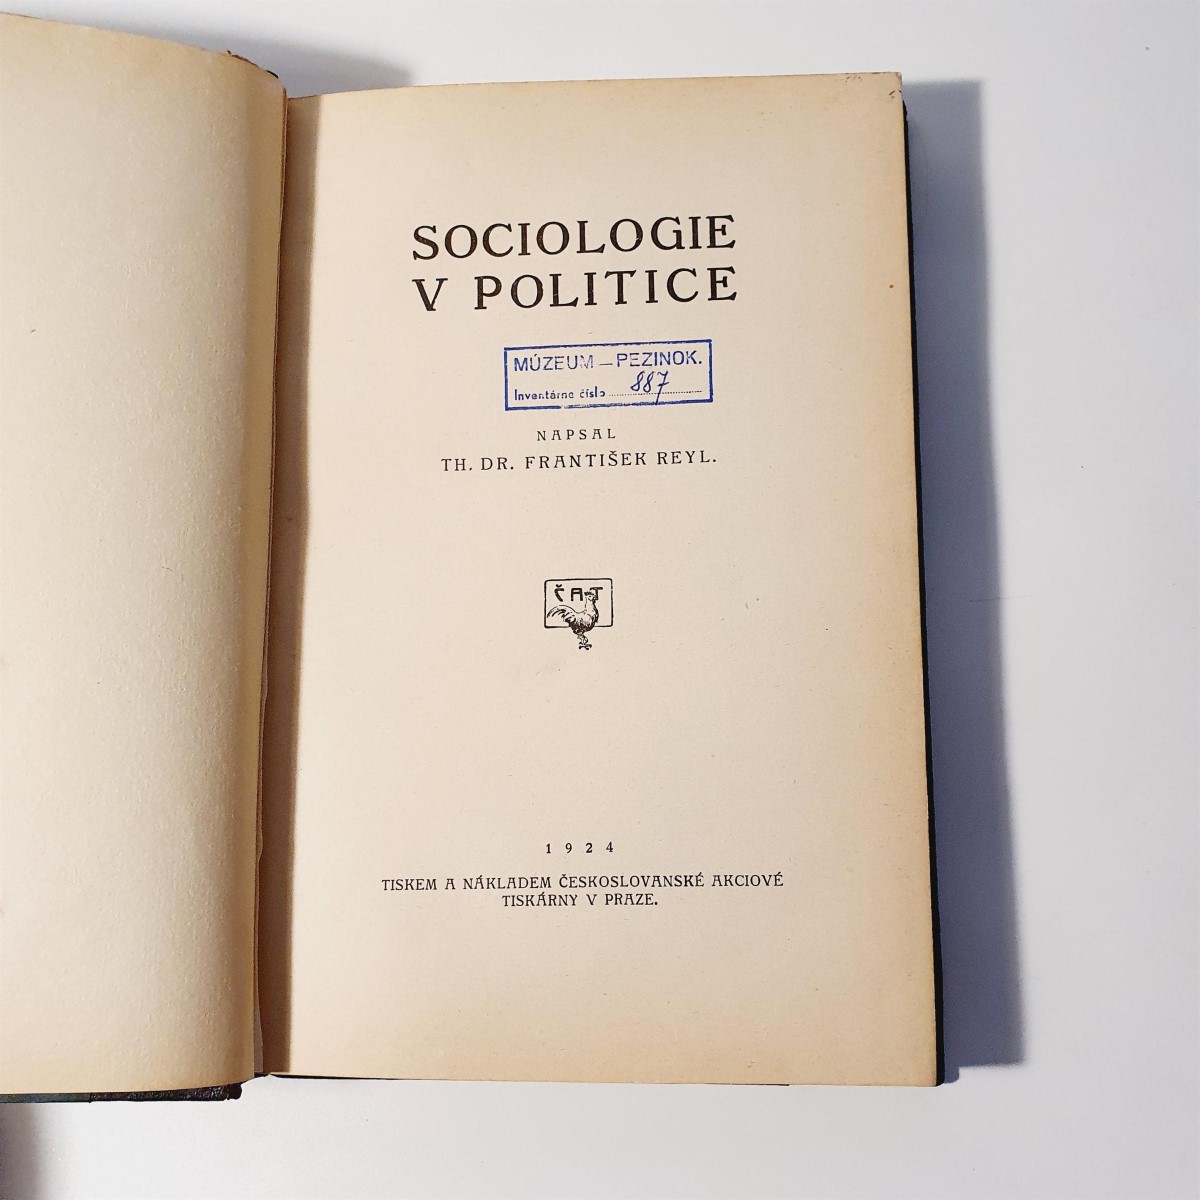 SOCIOLOGIE
V POLITICE
MÚZEUM — PEZINOK.
Inventárne číslo 887
NAPSAL
TH. DR. FRANTIŠEK REYL.
ČAT
1924
TISKEM A NÁKLADEM ČESKOSLOVANSKÉ AKCIOVÉ
TISKÁRNY V PRAZE.